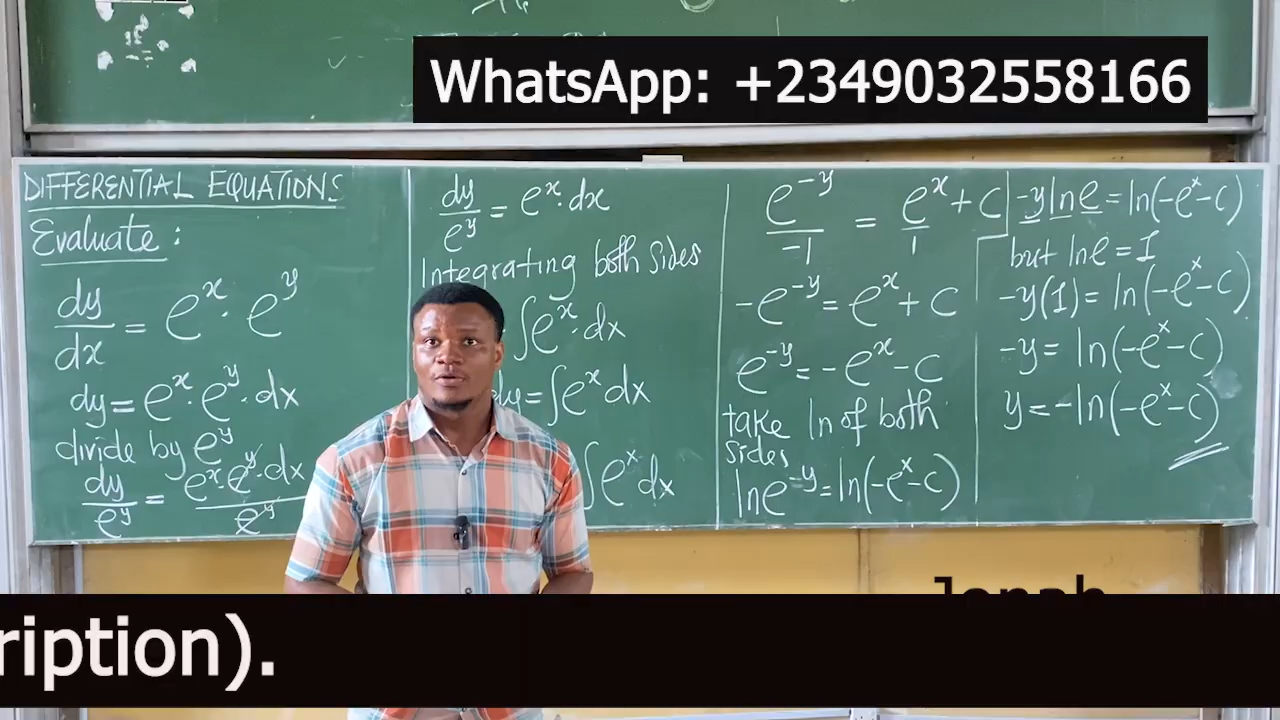 WhatsApp: +2349032558166
DIFFERENTIAL EQUATIONS
Evaluate:
dy/dx = e^x · e^y
dy = e^x · e^y · dx
divide by e^y
dy/e^y = e^x · e^y · dx / e^y
dy/e^y = e^x · dx
Integrating both sides
∫e^x · dx
dy = ∫e^x dx
∫e^x dx
e^-y/-1 = e^x/1 + C
-e^-y = e^x + C
e^-y = -e^x - C
take ln of both
sides
ln e^-y = ln(-e^x - C)
-y ln e = ln(-e^x - C)
but ln e = 1
-y(1) = ln(-e^x - C)
-y = ln(-e^x - C)
y = -ln(-e^x - C)
ription).